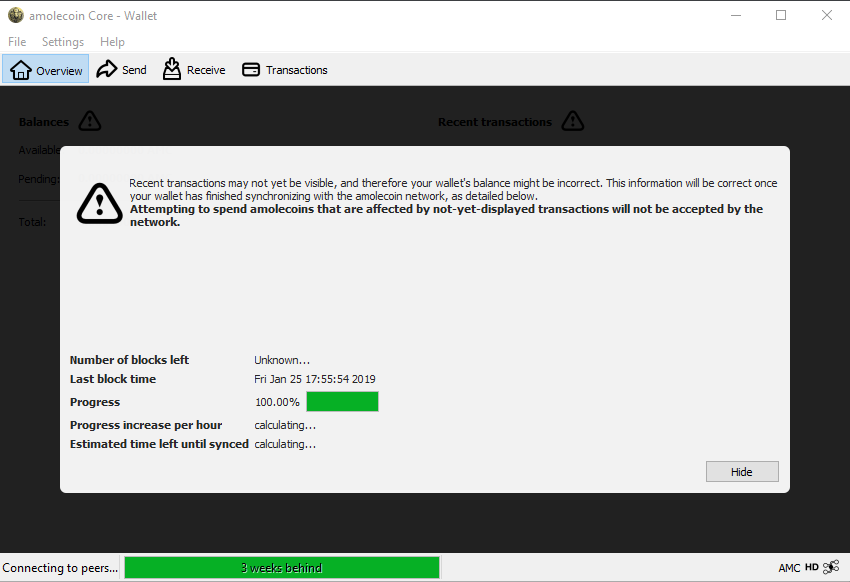 amolecoin Core - Wallet
File Settings Help
Overview Send Receive Transactions
Balances Recent transactions
Available
Pending:
Total:
Recent transactions may not yet be visible, and therefore your wallet's balance might be incorrect. This information will be correct once
your wallet has finished synchronizing with the amolecoin network, as detailed below.
Attempting to spend amolecoins that are affected by not-yet-displayed transactions will not be accepted by the
network.
Number of blocks left Unknown...
Last block time Fri Jan 25 17:55:54 2019
Progress 100.00%
Progress increase per hour calculating...
Estimated time left until synced calculating...
Hide
Connecting to peers... 3 weeks behind AMC HD